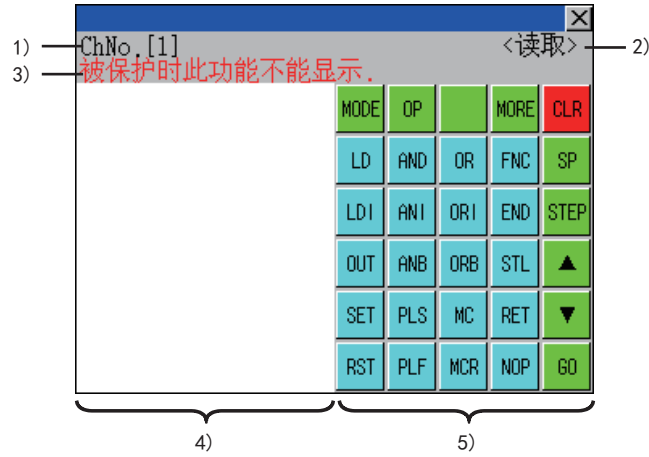 ×
1) ChNo.[1] <读取> 2)
3) 被保护时此功能不能显示.
MODE OP MORE CLR
LD AND OR FNC SP
LDI ANI ORI END STEP
OUT ANB ORB STL ▲
SET PLS MC RET ▼
RST PLF MCR NOP GO
4) 5)